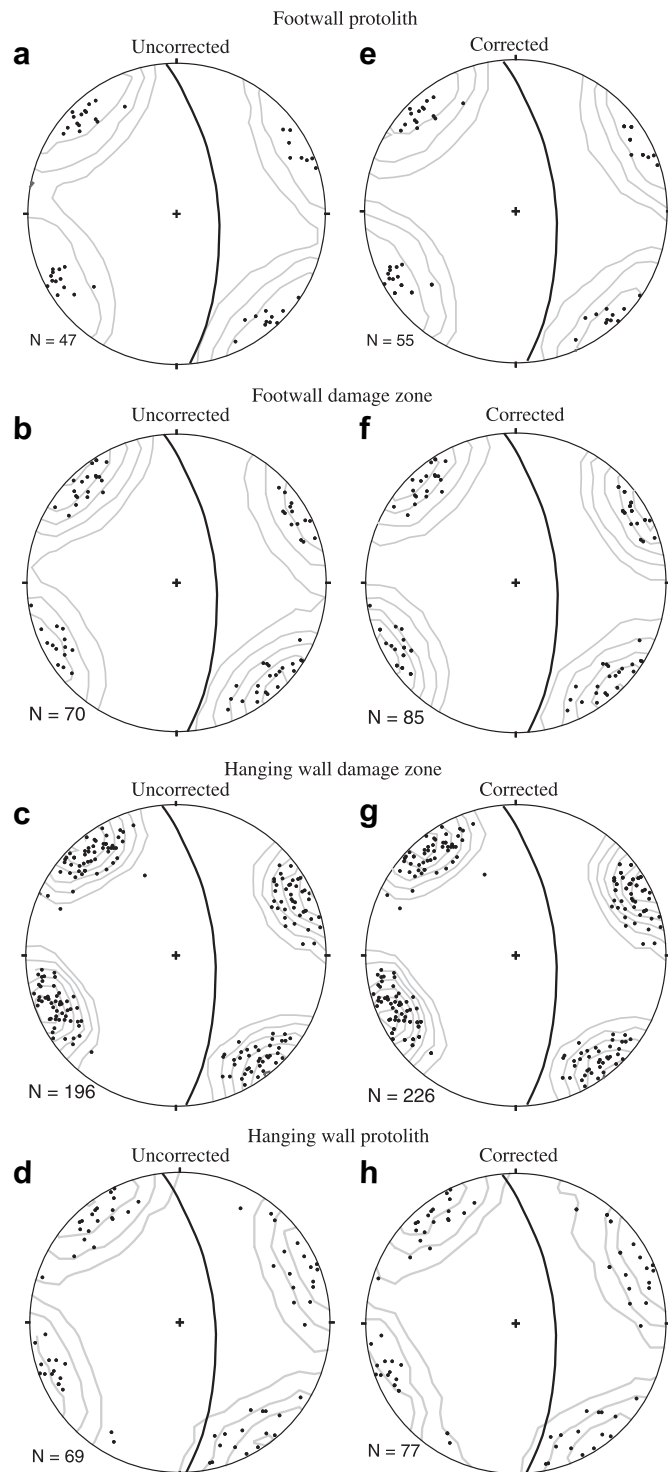 Footwall protolith
a Uncorrected
e Corrected
N = 47
N = 55
Footwall damage zone
b Uncorrected
f Corrected
N = 70
N = 85
Hanging wall damage zone
c Uncorrected
g Corrected
N = 196
N = 226
Hanging wall protolith
d Uncorrected
h Corrected
N = 69
N = 77